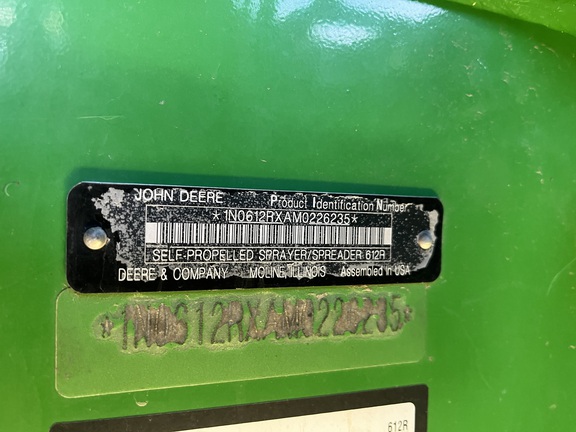 JOHN DEERE Product Identification Number
*1N0612RXAM0226235*
SELF-PROPELLED SPRAYER/SPREADER 612R
DEERE & COMPANY MOLINE, ILLINOIS Assembled in USA
*1N0612RXAM0226235*
612R